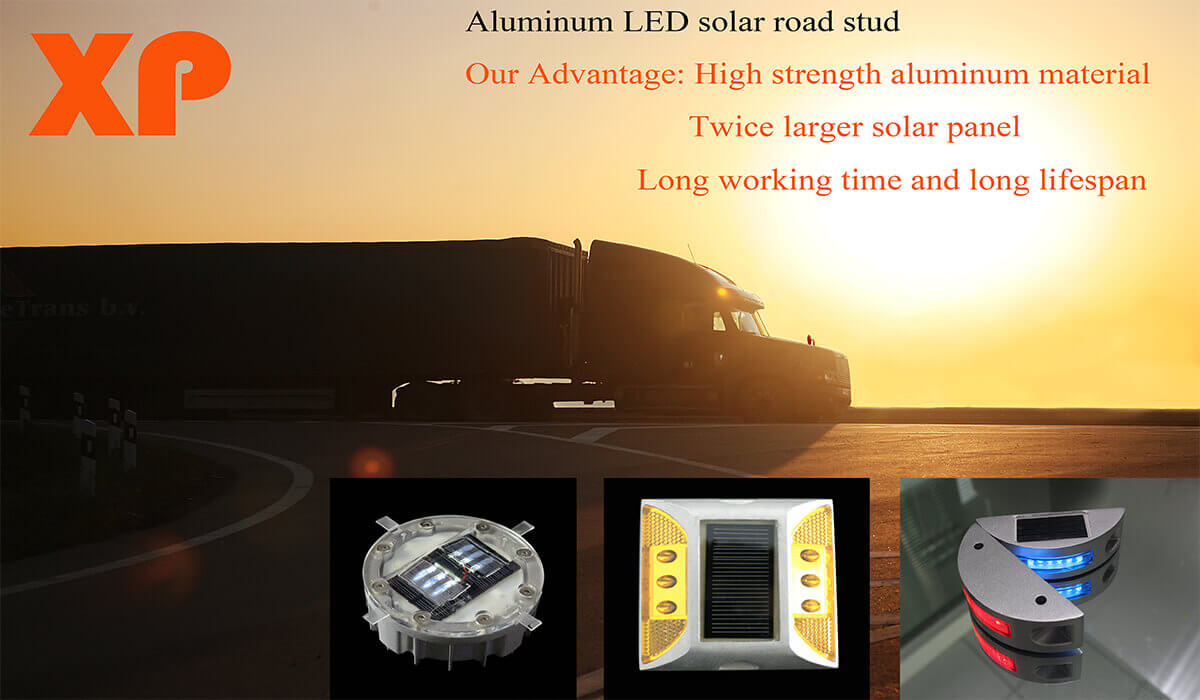 XP
Aluminum LED solar road stud
Our Advantage: High strength aluminum material
Twice larger solar panel
Long working time and long lifespan
eTrans b.v.